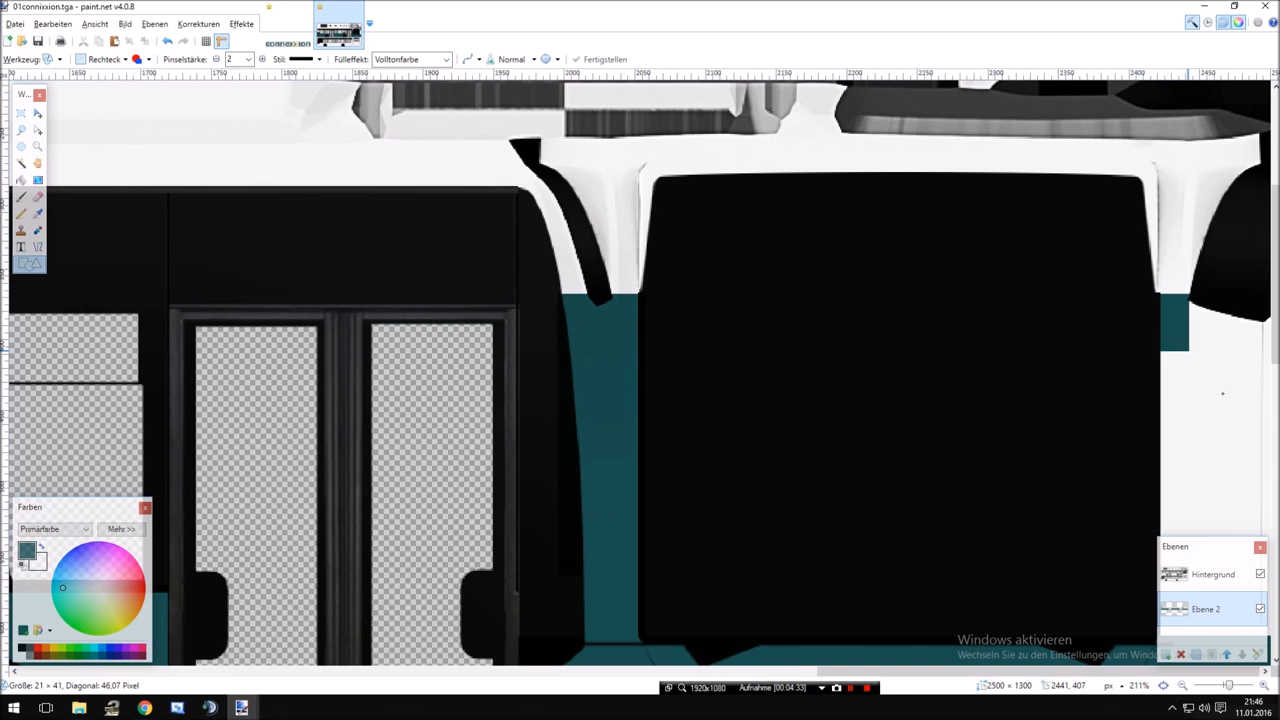 01connixxion.tga - paint.net v4.0.8
Datei Bearbeiten Ansicht Bild Ebenen Korrekturen Effekte
connexxion
Werkzeug: Rechteck Pinselstärke: 2 Stil: Fülleffekt: Volltonfarbe Normal Fertigstellen
1650 1700 1750 1800 1850 1900 1950 2000 2050 2100 2150 2200 2250 2300 2350 2400 2450
W...
Farben
Primärfarbe Mehr >>
Ebenen
Hintergrund
Ebene 2
Windows aktivieren
Wechseln Sie zu den Einstellungen, um Windo
Größe: 21 × 41, Diagonal: 46,07 Pixel 2500 × 1300 2441, 407 px 211%
1920x1080 Aufnahme [00:04:33]
21:46
11.01.2016